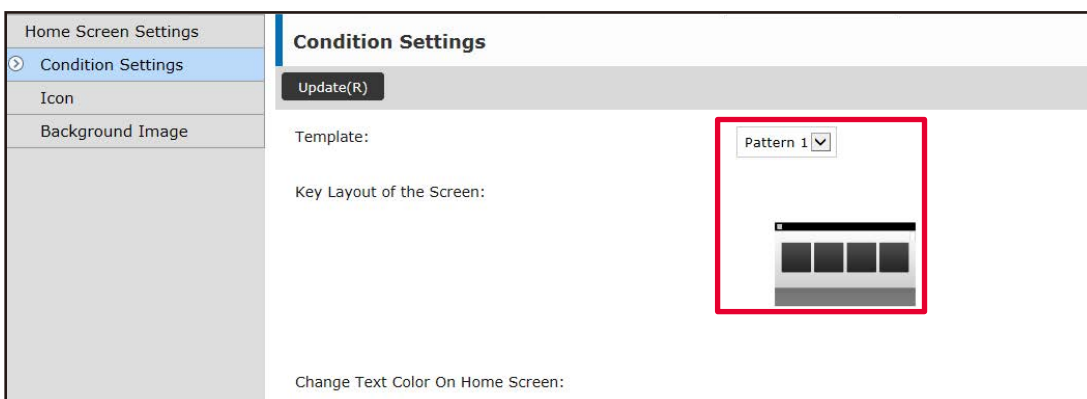 Home Screen Settings
Condition Settings
Icon
Background Image
Condition Settings
Update(R)
Template:
Pattern 1
Key Layout of the Screen:
Change Text Color On Home Screen: